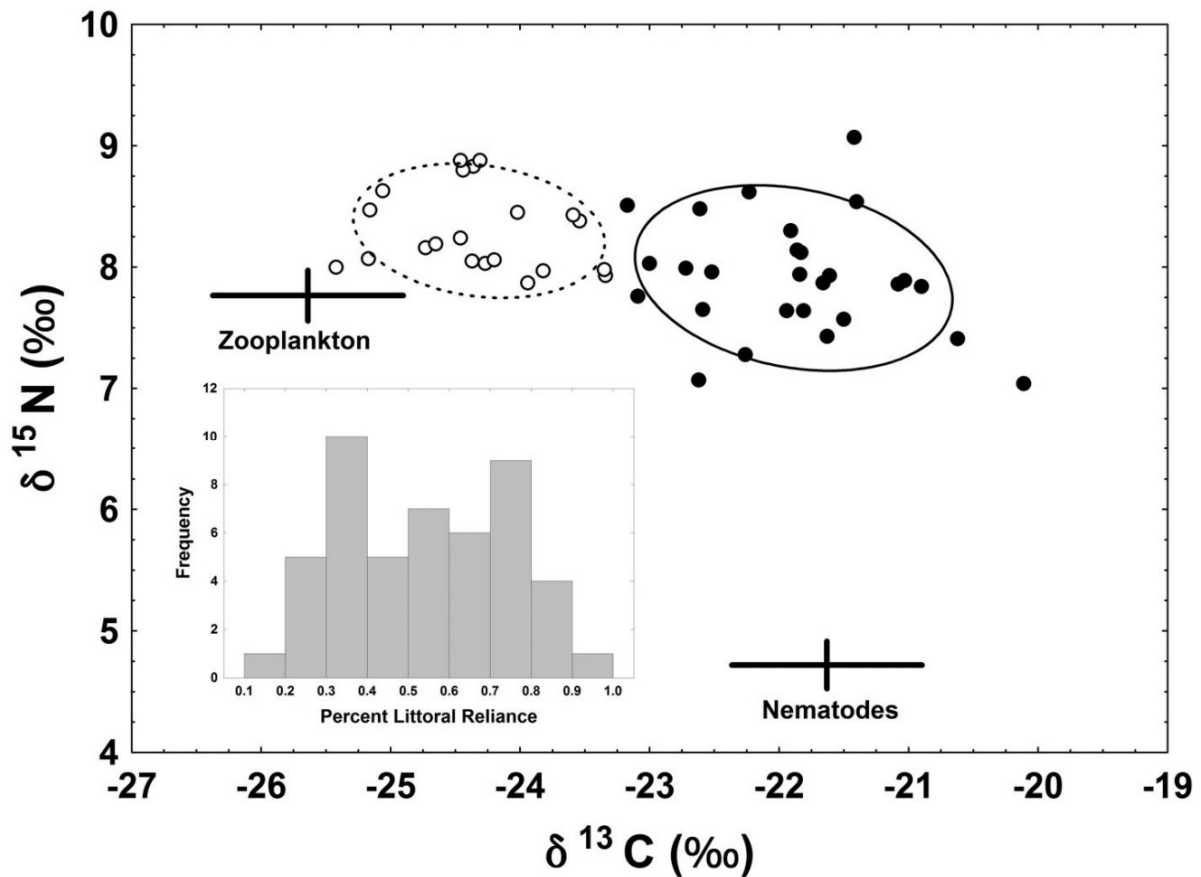 10
9
8
7
6
5
4
δ ¹⁵ N (‰)
Zooplankton
12
10
8
6
4
2
0
Frequency
0.1 0.2 0.3 0.4 0.5 0.6 0.7 0.8 0.9 1.0
Percent Littoral Reliance
Nematodes
-27 -26 -25 -24 -23 -22 -21 -20 -19
δ ¹³ C (‰)